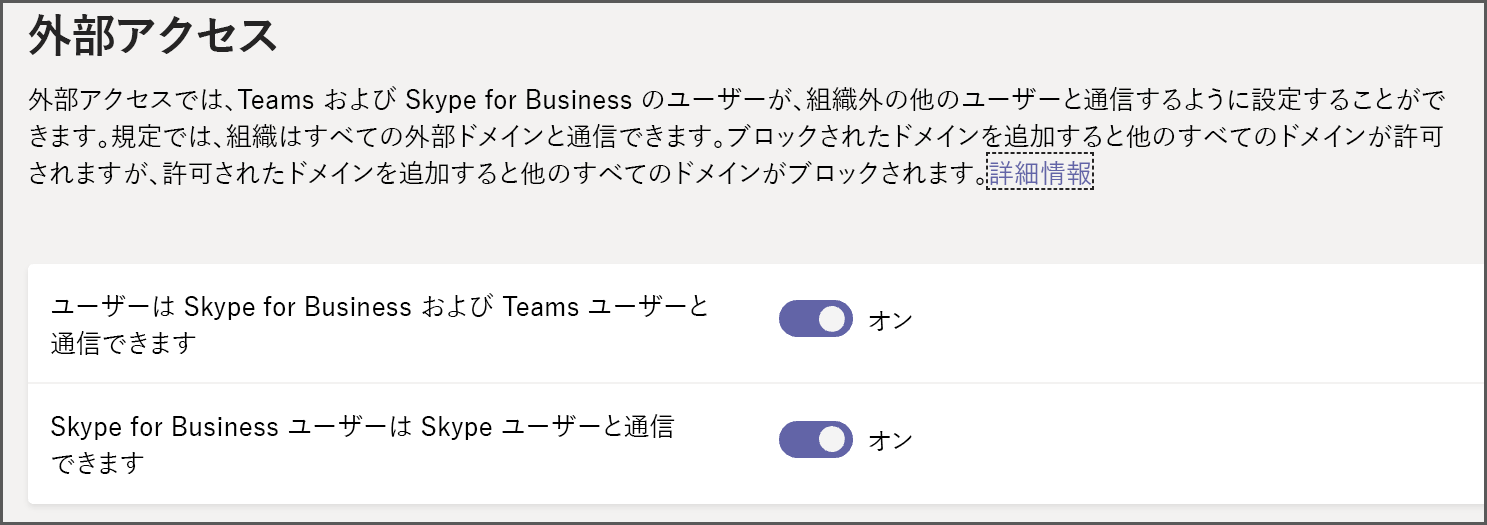 外部アクセス
外部アクセスでは、Teams および Skype for Business のユーザーが、組織外の他のユーザーと通信するように設定することがで
きます。規定では、組織はすべての外部ドメインと通信できます。ブロックされたドメインを追加すると他のすべてのドメインが許可
されますが、許可されたドメインを追加すると他のすべてのドメインがブロックされます。詳細情報
ユーザーは Skype for Business および Teams ユーザーと
通信できます
オン
Skype for Business ユーザーは Skype ユーザーと通信
できます
オン